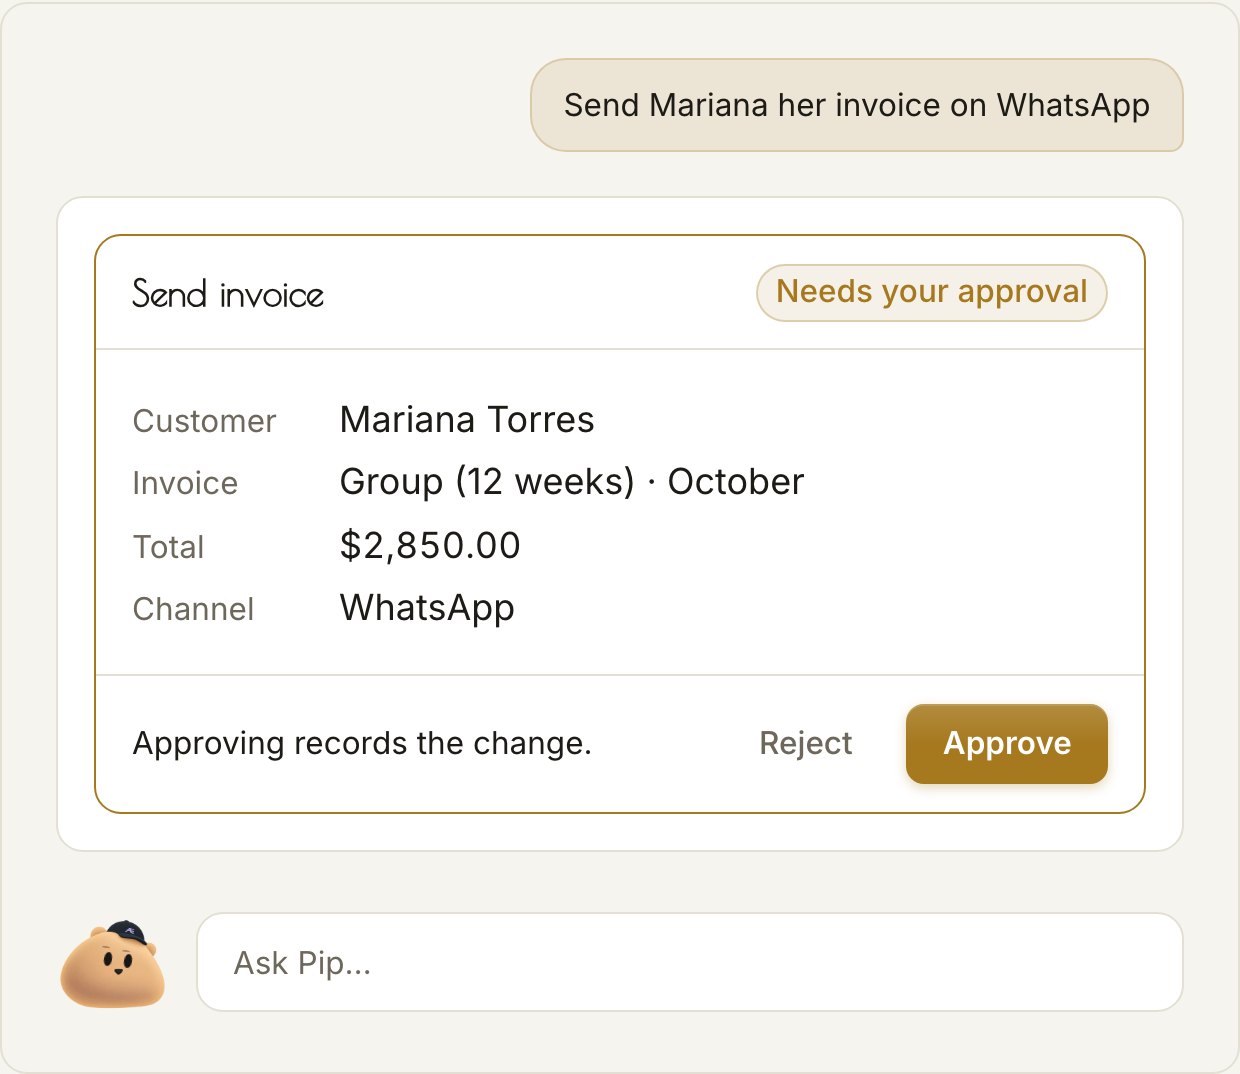 Send Mariana her invoice on WhatsApp
Send invoice
Needs your approval
Customer Mariana Torres
Invoice Group (12 weeks) · October
Total $2,850.00
Channel WhatsApp
Approving records the change.
Reject
Approve
Ask Pip...